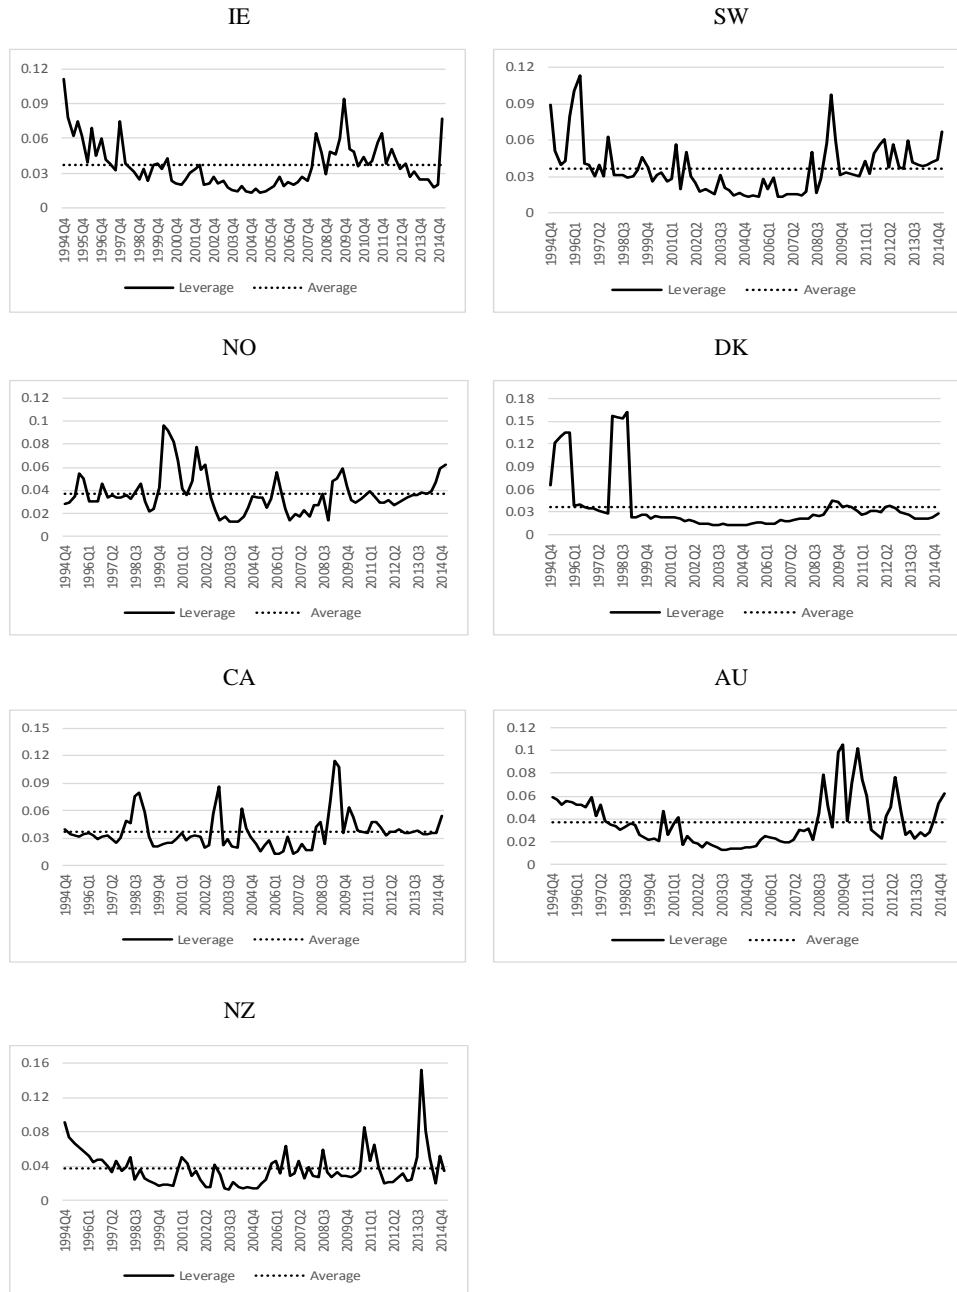 IE
0.12
0.09
0.06
0.03
0
1994Q4
1995Q4
1996Q4
1997Q4
1998Q4
1999Q4
2000Q4
2001Q4
2002Q4
2003Q4
2004Q4
2005Q4
2006Q4
2007Q4
2008Q4
2009Q4
2010Q4
2011Q4
2012Q4
2013Q4
2014Q4
Leverage
Average
SW
0.12
0.09
0.06
0.03
0
1994Q4
1996Q1
1997Q2
1998Q3
1999Q4
2001Q1
2002Q2
2003Q3
2004Q4
2006Q1
2007Q2
2008Q3
2009Q4
2011Q1
2012Q2
2013Q3
2014Q4
Leverage
Average
NO
0.12
0.1
0.08
0.06
0.04
0.02
0
1994Q4
1996Q1
1997Q2
1998Q3
1999Q4
2001Q1
2002Q2
2003Q3
2004Q4
2006Q1
2007Q2
2008Q3
2009Q4
2011Q1
2012Q2
2013Q3
2014Q4
Leverage
Average
DK
0.18
0.15
0.12
0.09
0.06
0.03
0
1994Q4
1996Q1
1997Q2
1998Q3
1999Q4
2001Q1
2002Q2
2003Q3
2004Q4
2006Q1
2007Q2
2008Q3
2009Q4
2011Q1
2012Q2
2013Q3
2014Q4
Leverage
Average
CA
0.15
0.12
0.09
0.06
0.03
0
1994Q4
1996Q1
1997Q2
1998Q3
1999Q4
2001Q1
2002Q2
2003Q3
2004Q4
2006Q1
2007Q2
2008Q3
2009Q4
2011Q1
2012Q2
2013Q3
2014Q4
Leverage
Average
AU
0.12
0.1
0.08
0.06
0.04
0.02
0
1994Q4
1996Q1
1997Q2
1998Q3
1999Q4
2001Q1
2002Q2
2003Q3
2004Q4
2006Q1
2007Q2
2008Q3
2009Q4
2011Q1
2012Q2
2013Q3
2014Q4
Leverage
Average
NZ
0.16
0.12
0.08
0.04
0
1994Q4
1996Q1
1997Q2
1998Q3
1999Q4
2001Q1
2002Q2
2003Q3
2004Q4
2006Q1
2007Q2
2008Q3
2009Q4
2011Q1
2012Q2
2013Q3
2014Q4
Leverage
Average